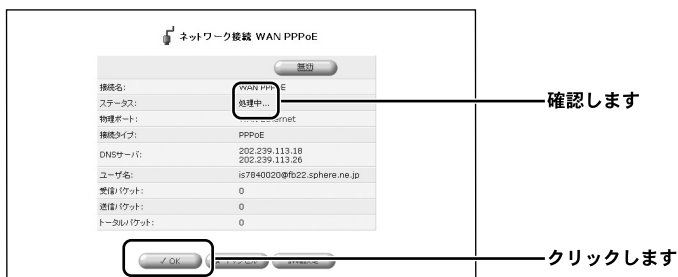 ネットワーク接続 WAN PPPoE
無効
接続名: WAN PPPoE
ステータス: 処理中...
確認します
物理ポート: WAN Ethernet
接続タイプ: PPPoE
DNSサーバ: 202.239.113.18
202.239.113.26
ユーザ名: is7840020@fb22.sphere.ne.jp
受信パケット: 0
送信パケット: 0
トータルパケット: 0
✓ OK
クリックします